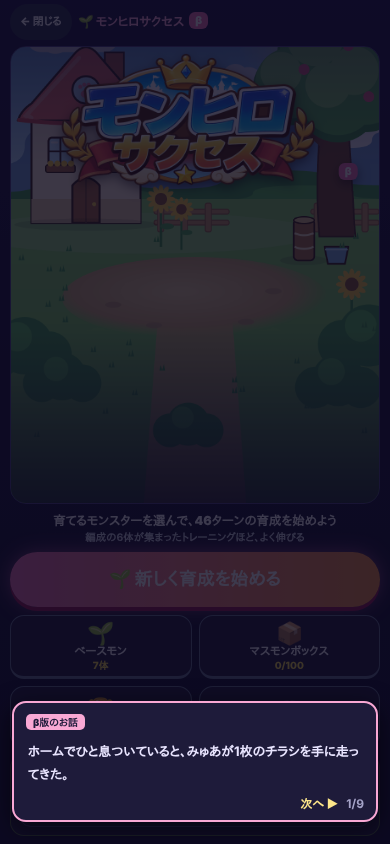 ← 閉じる
🌱 モンヒロサクセス β
モンヒロ
サクセス
β
育てるモンスターを選んで、46ターンの育成を始めよう
編成の6体が集まったトレーニングほど、よく伸びる
🌱 新しく育成を始める
ベースモン
7体
マスモンボックス
0/100
β版のお話
ホームでひと息ついていると、みゅあが1枚のチラシを手に走っ
てきた。
次へ ▶ 1/9